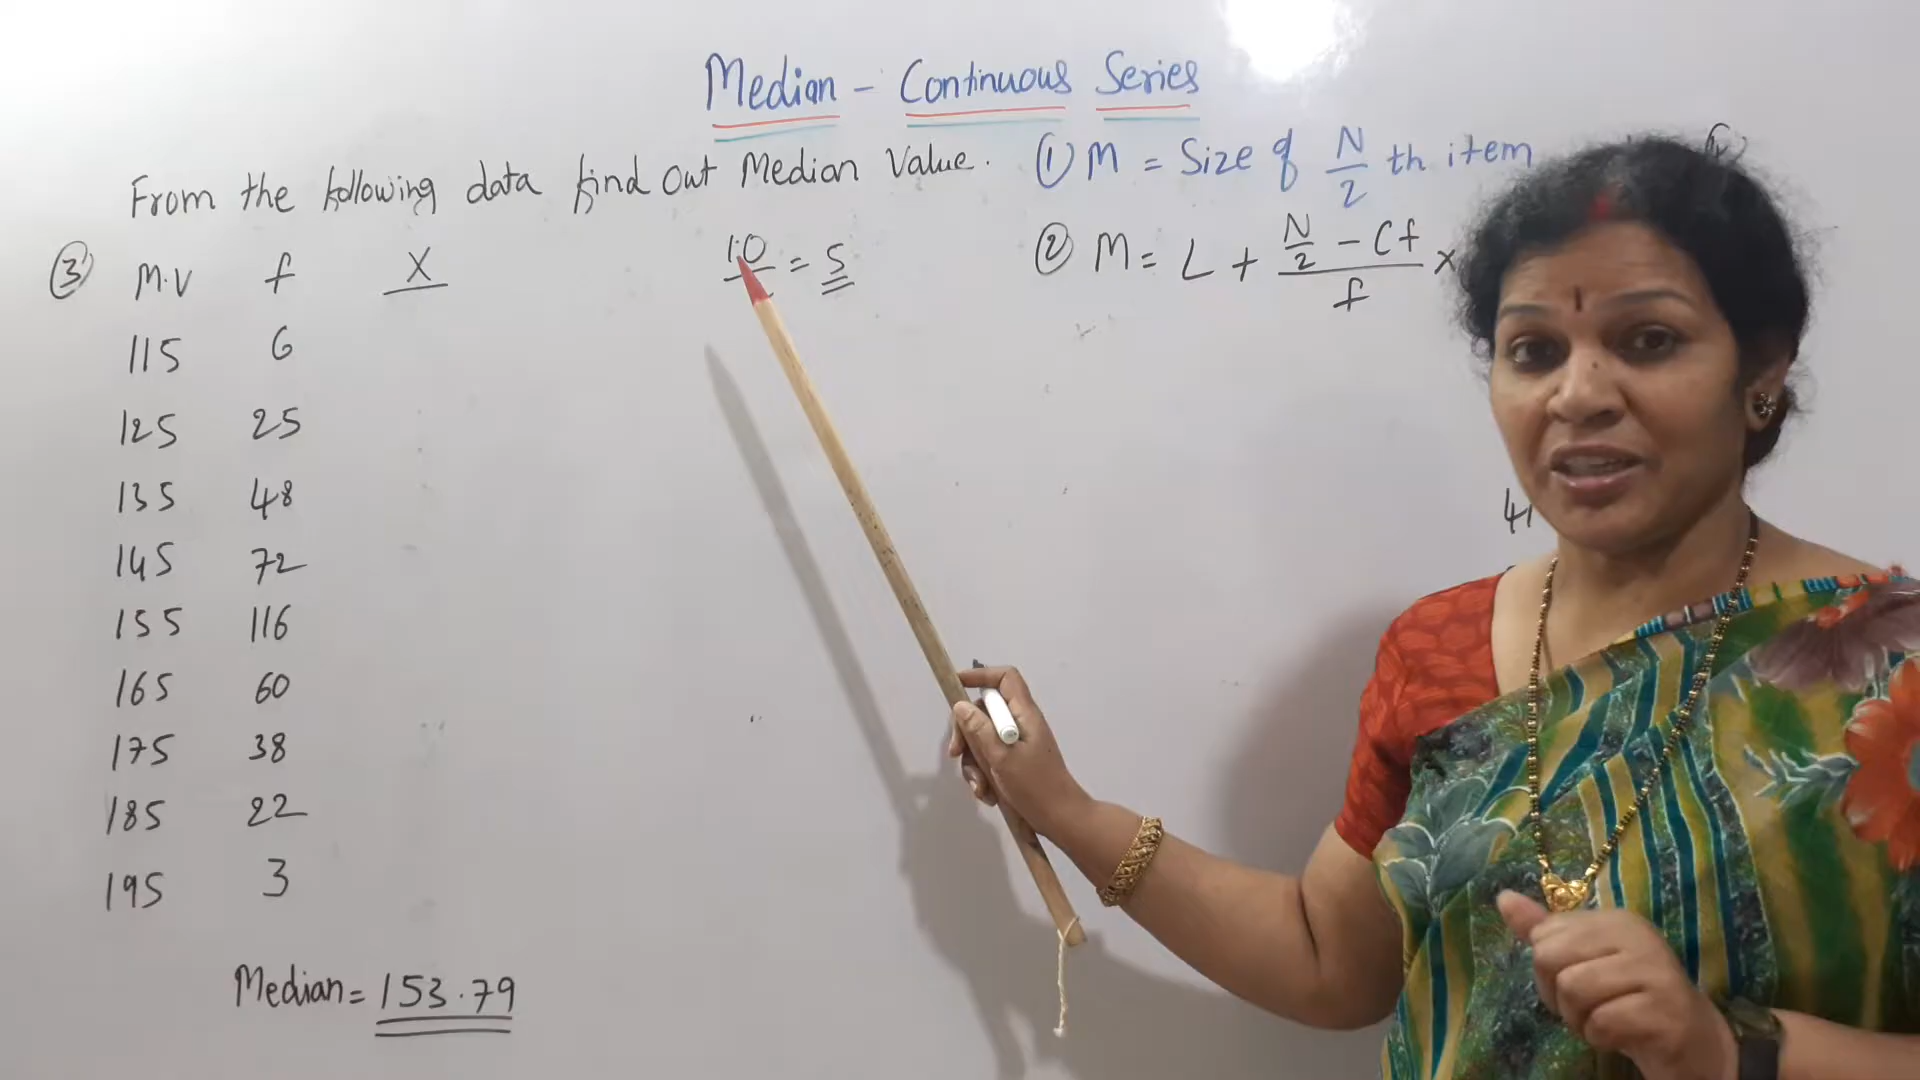 Median - Continuous Series
From the following data find out Median Value.
① M = Size of N/2 th item
② M = L + (N/2 - Cf)/f ×
10 = 5
③ M.V f X
115 6
125 25
135 48
145 72
155 116
165 60
175 38
185 22
195 3
Median = 153.79